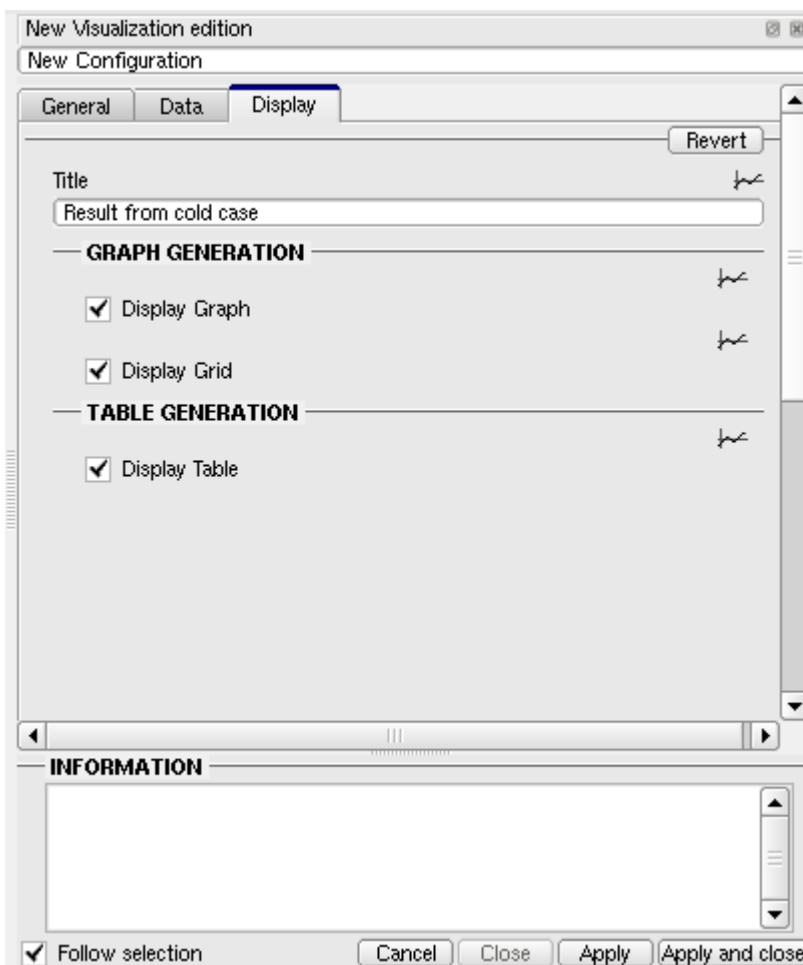 New Visualization edition
New Configuration
General Data Display
Revert
Title
Result from cold case
GRAPH GENERATION
Display Graph
Display Grid
TABLE GENERATION
Display Table
INFORMATION
Follow selection Cancel Close Apply Apply and close